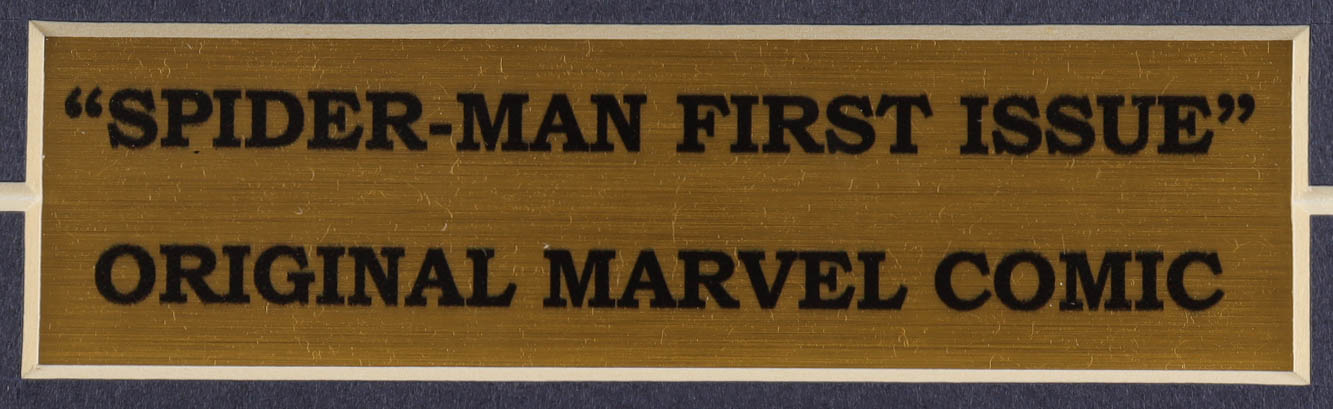 “SPIDER-MAN FIRST ISSUE”
ORIGINAL MARVEL COMIC